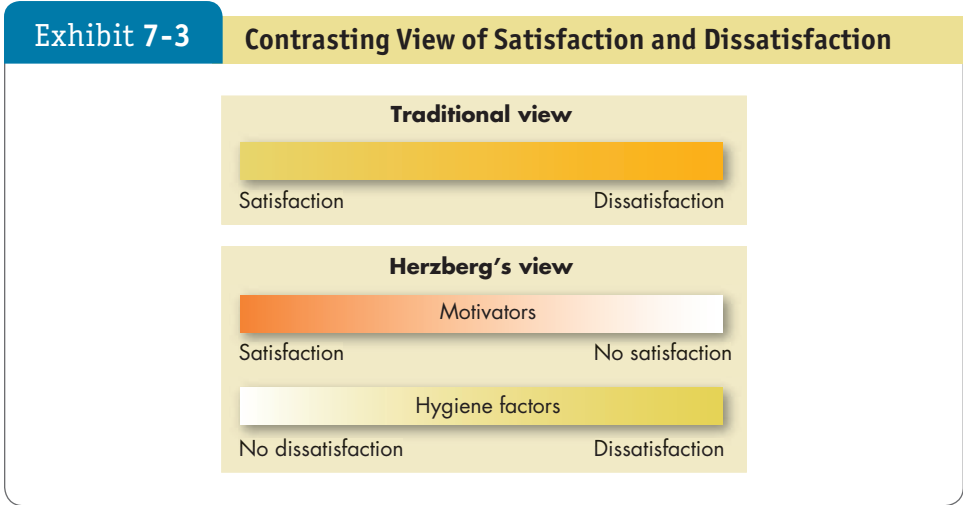 Exhibit 7-3
Contrasting View of Satisfaction and Dissatisfaction
Traditional view
Satisfaction Dissatisfaction
Herzberg's view
Motivators
Satisfaction No satisfaction
Hygiene factors
No dissatisfaction Dissatisfaction